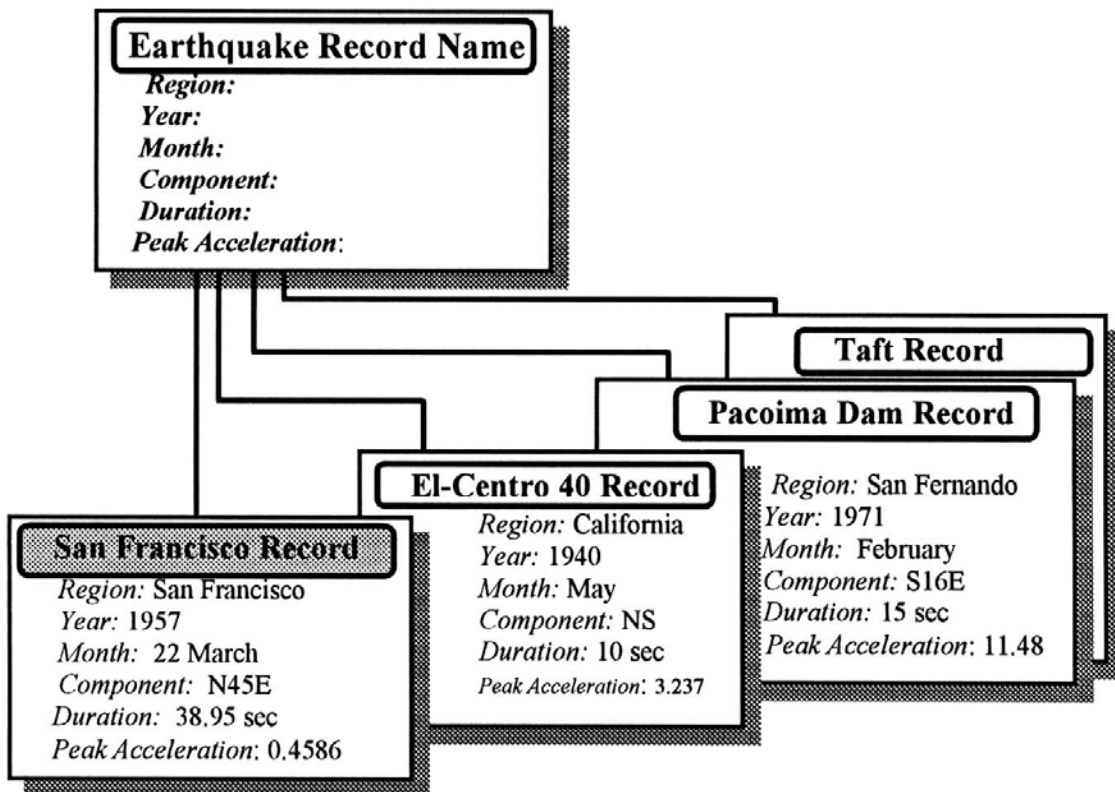 Earthquake Record Name
Region:
Year:
Month:
Component:
Duration:
Peak Acceleration:
Taft Record
Pacoima Dam Record
Region: San Fernando
Year: 1971
Month: February
Component: S16E
Duration: 15 sec
Peak Acceleration: 11.48
El-Centro 40 Record
Region: California
Year: 1940
Month: May
Component: NS
Duration: 10 sec
Peak Acceleration: 3.237
San Francisco Record
Region: San Francisco
Year: 1957
Month: 22 March
Component: N45E
Duration: 38.95 sec
Peak Acceleration: 0.4586